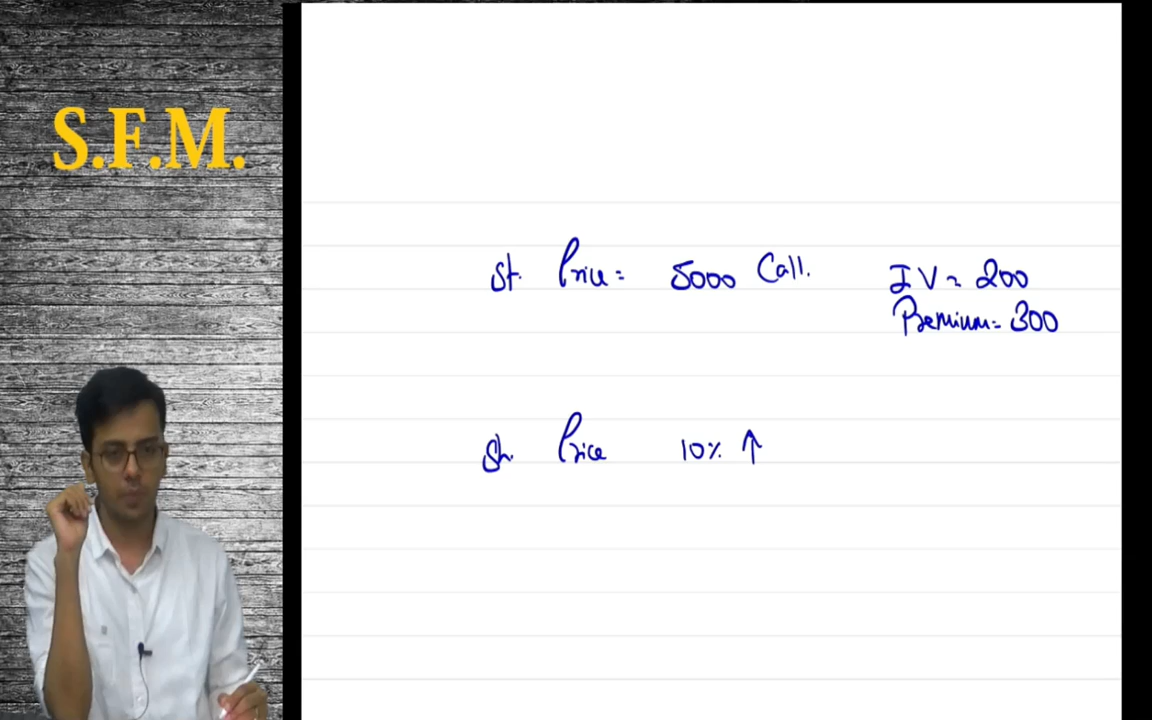 S.F.M.
St. Price = 5000 Call. IV = 200
Premium = 300
Sh. Price 10% ↑